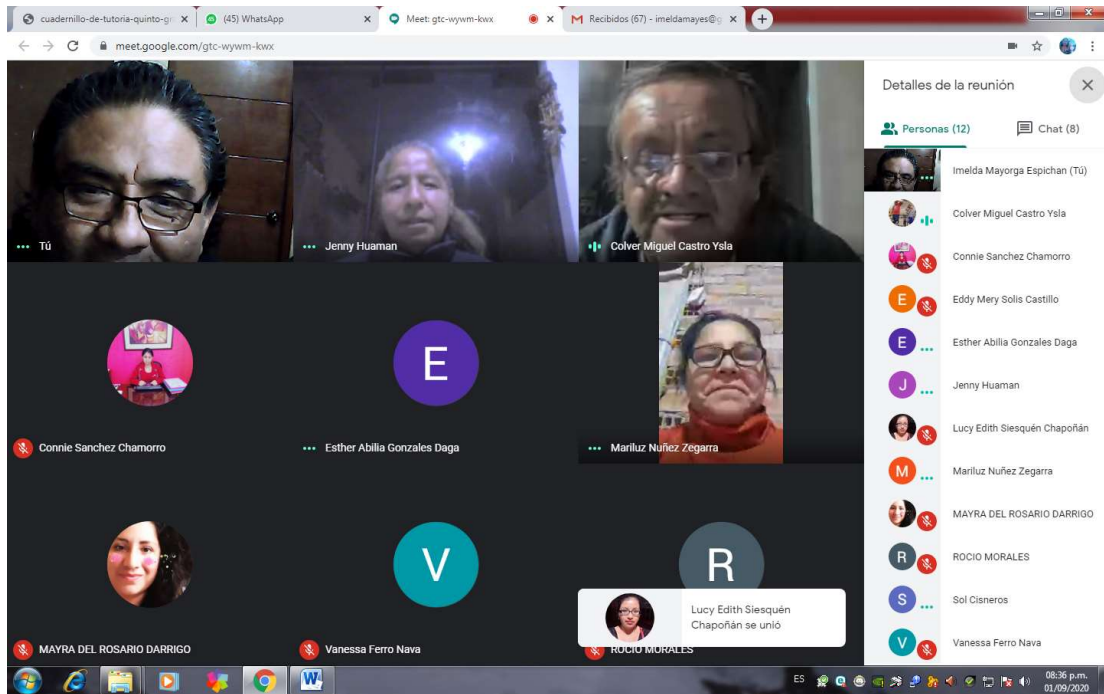 cuadernillo-de-tutoria-quinto-gr
(45) WhatsApp
Meet: gtc-wywm-kwx
Recibidos (67) - imeldamayes@g
meet.google.com/gtc-wywm-kwx
Tú
Jenny Huaman
Colver Miguel Castro Ysla
Connie Sanchez Chamorro
E
Esther Abilia Gonzales Daga
Mariluz Nuñez Zegarra
MAYRA DEL ROSARIO DARRIGO
V
Vanessa Ferro Nava
R
ROCIO MORALES
Lucy Edith Siesquén
Chapoñán se unió
Detalles de la reunión
Personas (12)
Chat (8)
Imelda Mayorga Espichan (Tú)
Colver Miguel Castro Ysla
Connie Sanchez Chamorro
E
Eddy Mery Solis Castillo
E
Esther Abilia Gonzales Daga
J
Jenny Huaman
Lucy Edith Siesquén Chapoñán
M
Mariluz Nuñez Zegarra
MAYRA DEL ROSARIO DARRIGO
R
ROCIO MORALES
S
Sol Cisneros
V
Vanessa Ferro Nava
W
ES
08:36 p.m.
01/09/2020